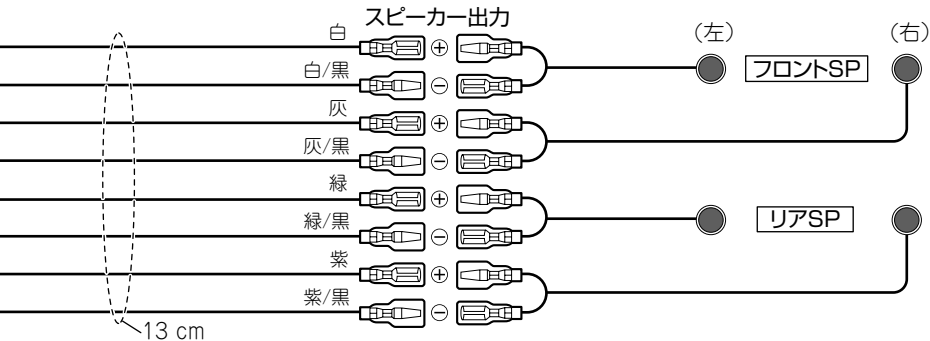 スピーカー出力
白
⊕
白/黒
⊖
灰
⊕
灰/黒
⊖
緑
⊕
緑/黒
⊖
紫
⊕
紫/黒
⊖
13 cm
(左)
フロントSP
(右)
リアSP